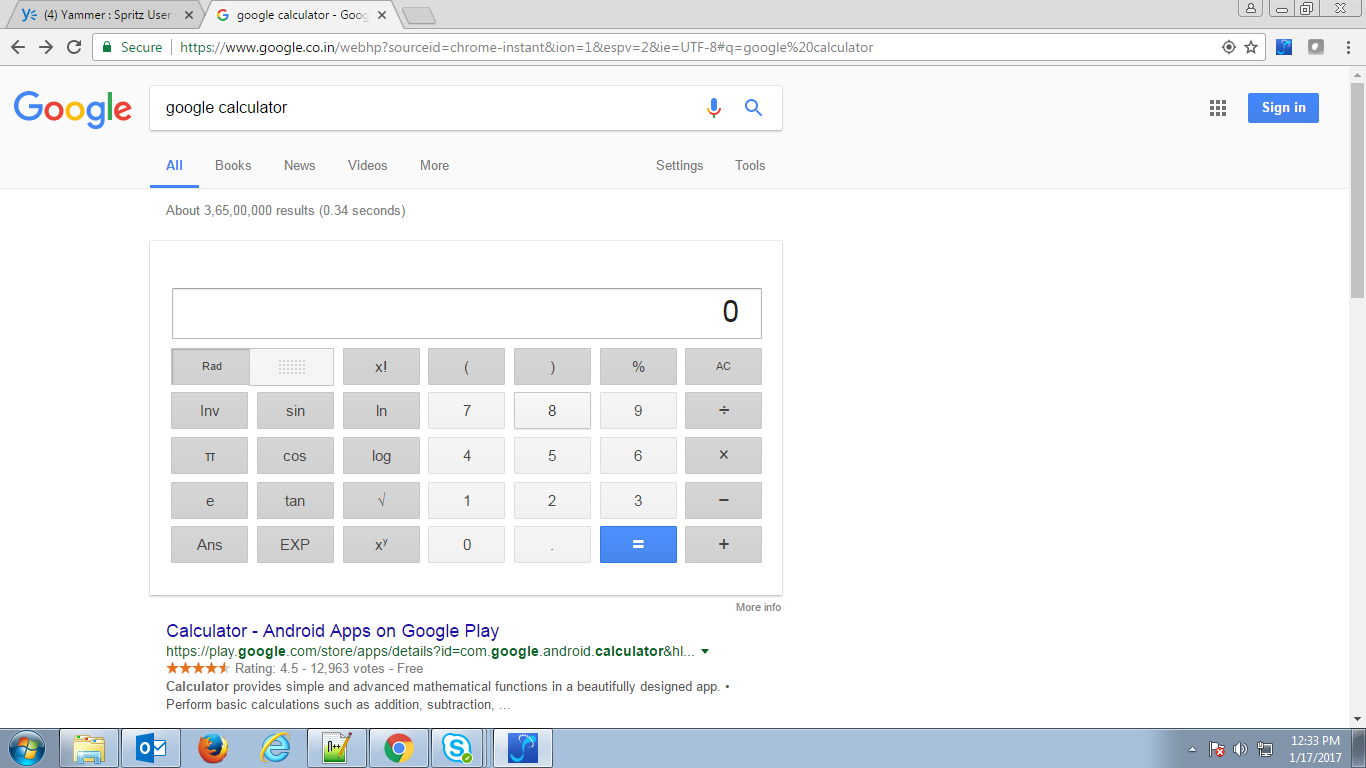 (4) Yammer : Spritz User
google calculator - Goog
Secure
https://www.google.co.in/webhp?sourceid=chrome-instant&ion=1&espv=2&ie=UTF-8#q=google%20calculator
Google
google calculator
Sign in
All Books News Videos More Settings Tools
About 3,65,00,000 results (0.34 seconds)
0
Rad x! ( ) % AC
Inv sin ln 7 8 9 ÷
π cos log 4 5 6 ×
e tan √ 1 2 3 −
Ans EXP xʸ 0 . = +
More info
Calculator - Android Apps on Google Play
https://play.google.com/store/apps/details?id=com.google.android.calculator&hl...
Rating: 4.5 - 12,963 votes - Free
Calculator provides simple and advanced mathematical functions in a beautifully designed app. •
Perform basic calculations such as addition, subtraction, ...
12:33 PM
1/17/2017